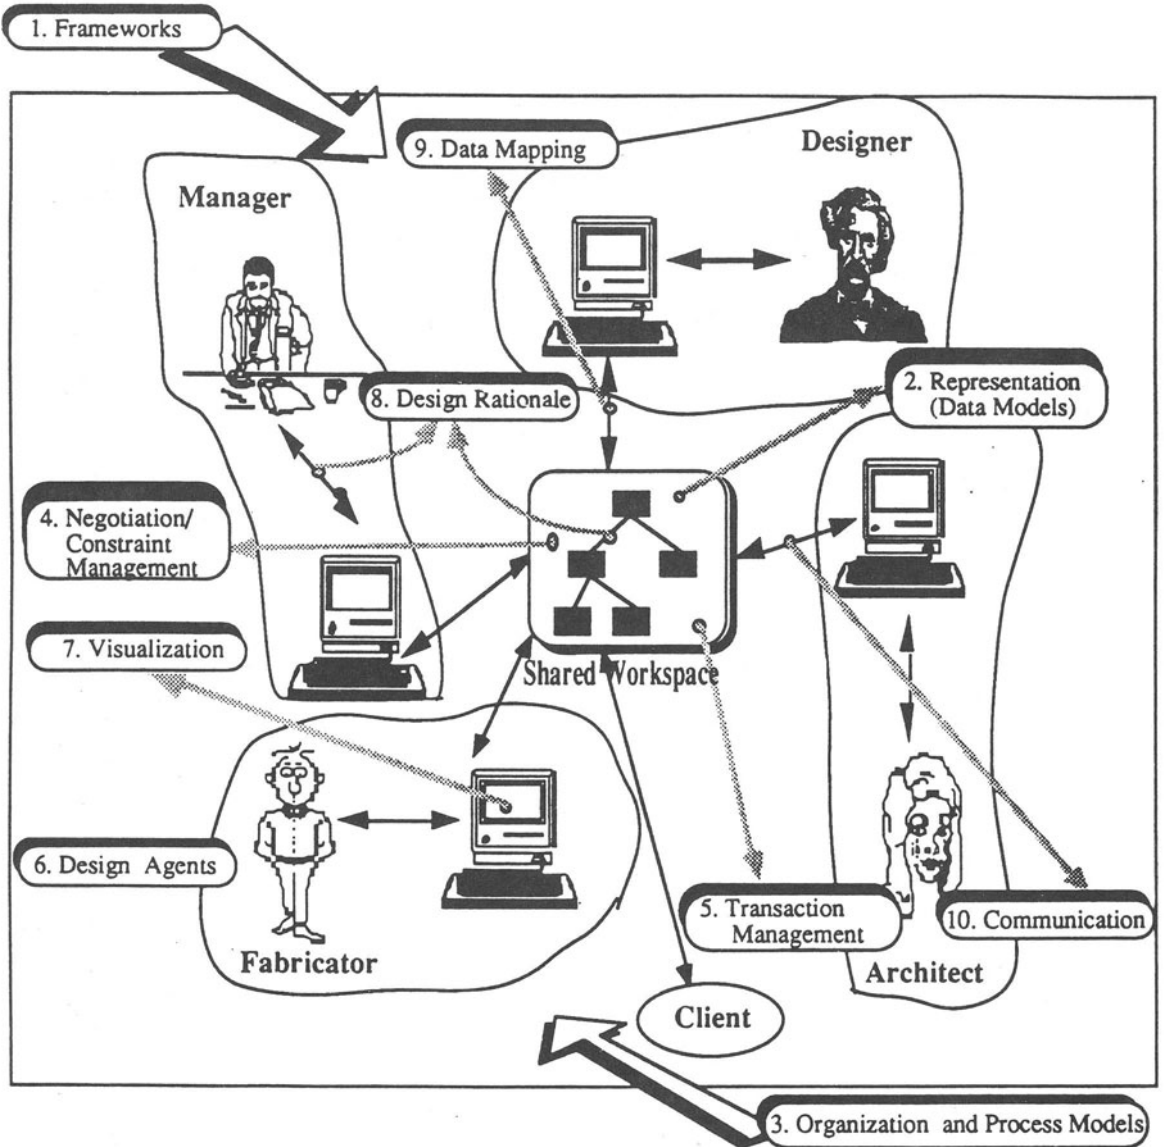 1. Frameworks
9. Data Mapping
Designer
Manager
8. Design Rationale
2. Representation
(Data Models)
4. Negotiation/
Constraint
Management
7. Visualization
Shared Workspace
6. Design Agents
Fabricator
5. Transaction
Management
10. Communication
Architect
Client
3. Organization and Process Models